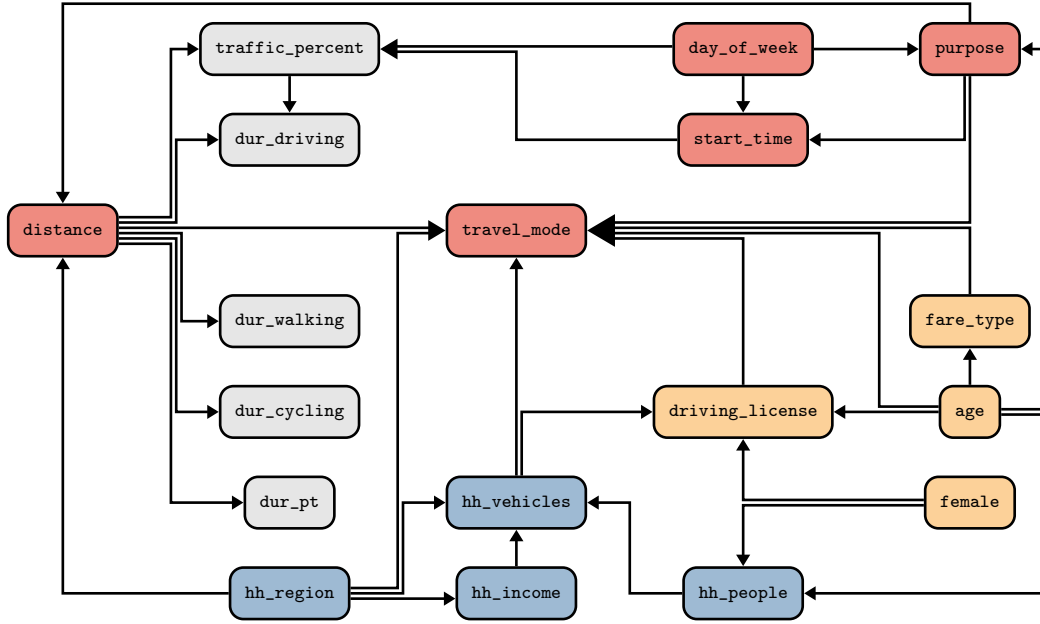 traffic_percent
day_of_week
purpose
dur_driving
start_time
distance
travel_mode
dur_walking
fare_type
dur_cycling
driving_license
age
dur_pt
hh_vehicles
female
hh_region
hh_income
hh_people